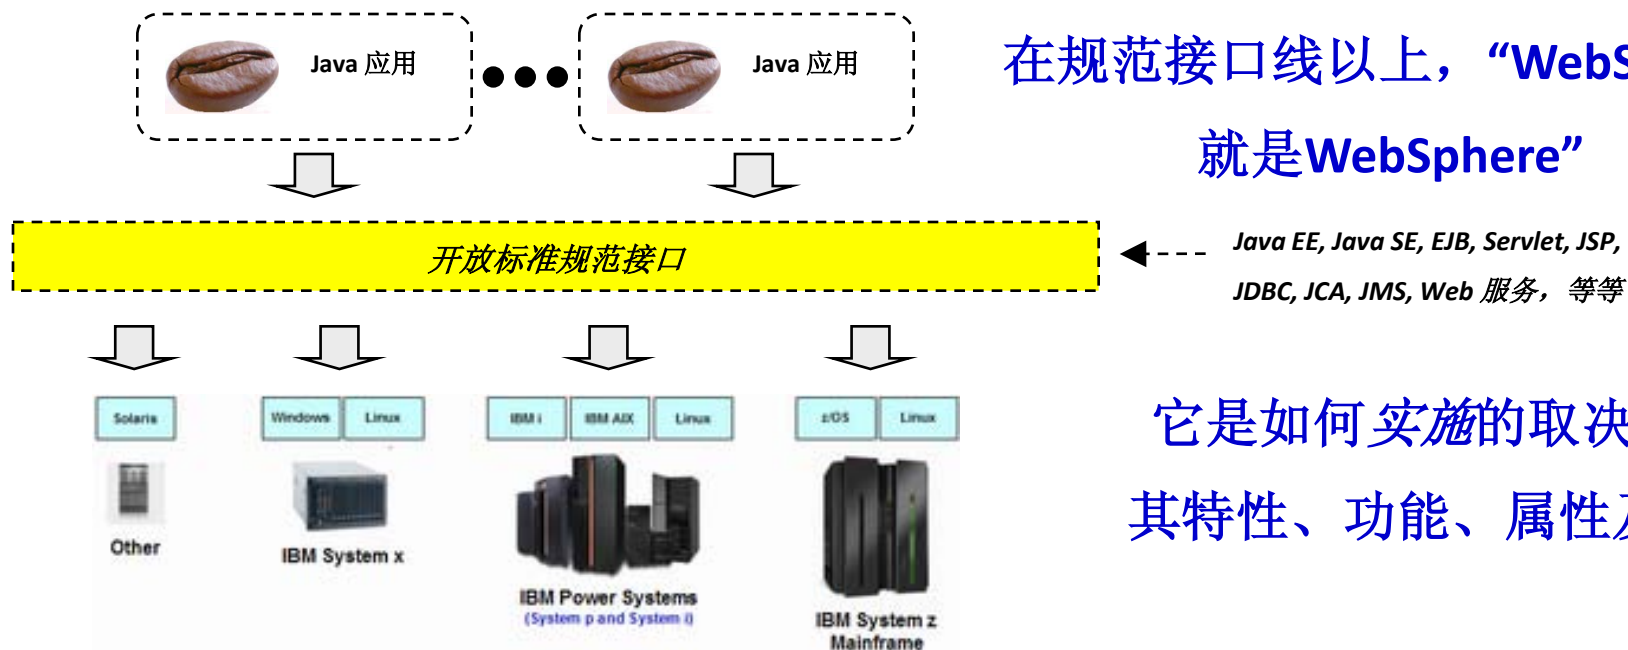 Java 应用
Java 应用
在规范接口线以上，“WebS
就是WebSphere”
开放标准规范接口
Java EE, Java SE, EJB, Servlet, JSP,
JDBC, JCA, JMS, Web 服务，等等
Solaris
Windows
Linux
IBM i
IBM AIX
Linux
z/OS
Linux
它是如何实施的取决
其特性、功能、属性及
Other
IBM System x
IBM Power Systems
(System p and System i)
IBM System z
Mainframe